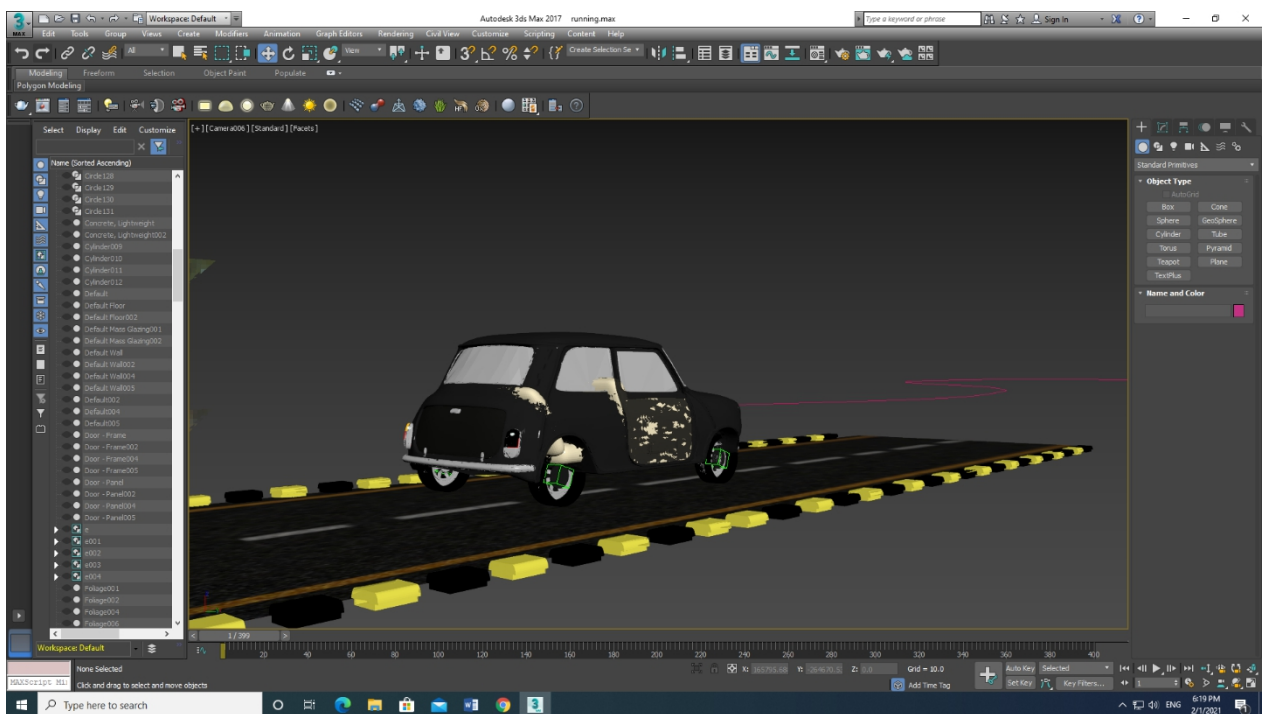 Workspace: Default
Autodesk 3ds Max 2017 running.max
Type a keyword or phrase
Sign In
MAX
Edit Tools Group Views Create Modifiers Animation Graph Editors Rendering Civil View Customize Scripting Content Help
All
View
Create Selection Se
Modeling Freeform Selection Object Paint Populate
Polygon Modeling
Select Display Edit Customize
[+] [Camera006] [Standard] [Facets]
Name (Sorted Ascending)
Circle128
Circle129
Circle130
Circle131
Concrete, Lightweight
Concrete, Lightweight002
Cylinder009
Cylinder010
Cylinder011
Cylinder012
Default
Default Floor
Default Floor002
Default Mass Glazing001
Default Mass Glazing002
Default Wall
Default Wall002
Default Wall004
Default Wall005
Default002
Default004
Default005
Door - Frame
Door - Frame002
Door - Frame004
Door - Frame005
Door - Panel
Door - Panel002
Door - Panel004
Door - Panel005
e
e001
e002
e003
e004
Foliage001
Foliage002
Foliage004
Foliage006
Standard Primitives
Object Type
AutoGrid
Box Cone
Sphere GeoSphere
Cylinder Tube
Torus Pyramid
Teapot Plane
TextPlus
Name and Color
1 / 399
Workspace: Default
20 40 60 80 100 120 140 160 180 200 220 240 260 280 300 320 340 360 380 400
None Selected
X: Y: Z: 0.0 Grid = 10.0
Auto Key Selected
MAXScript Mi
Click and drag to select and move objects
Add Time Tag
Set Key Key Filters...
1
Type here to search
ENG
6:19 PM
2/1/2021